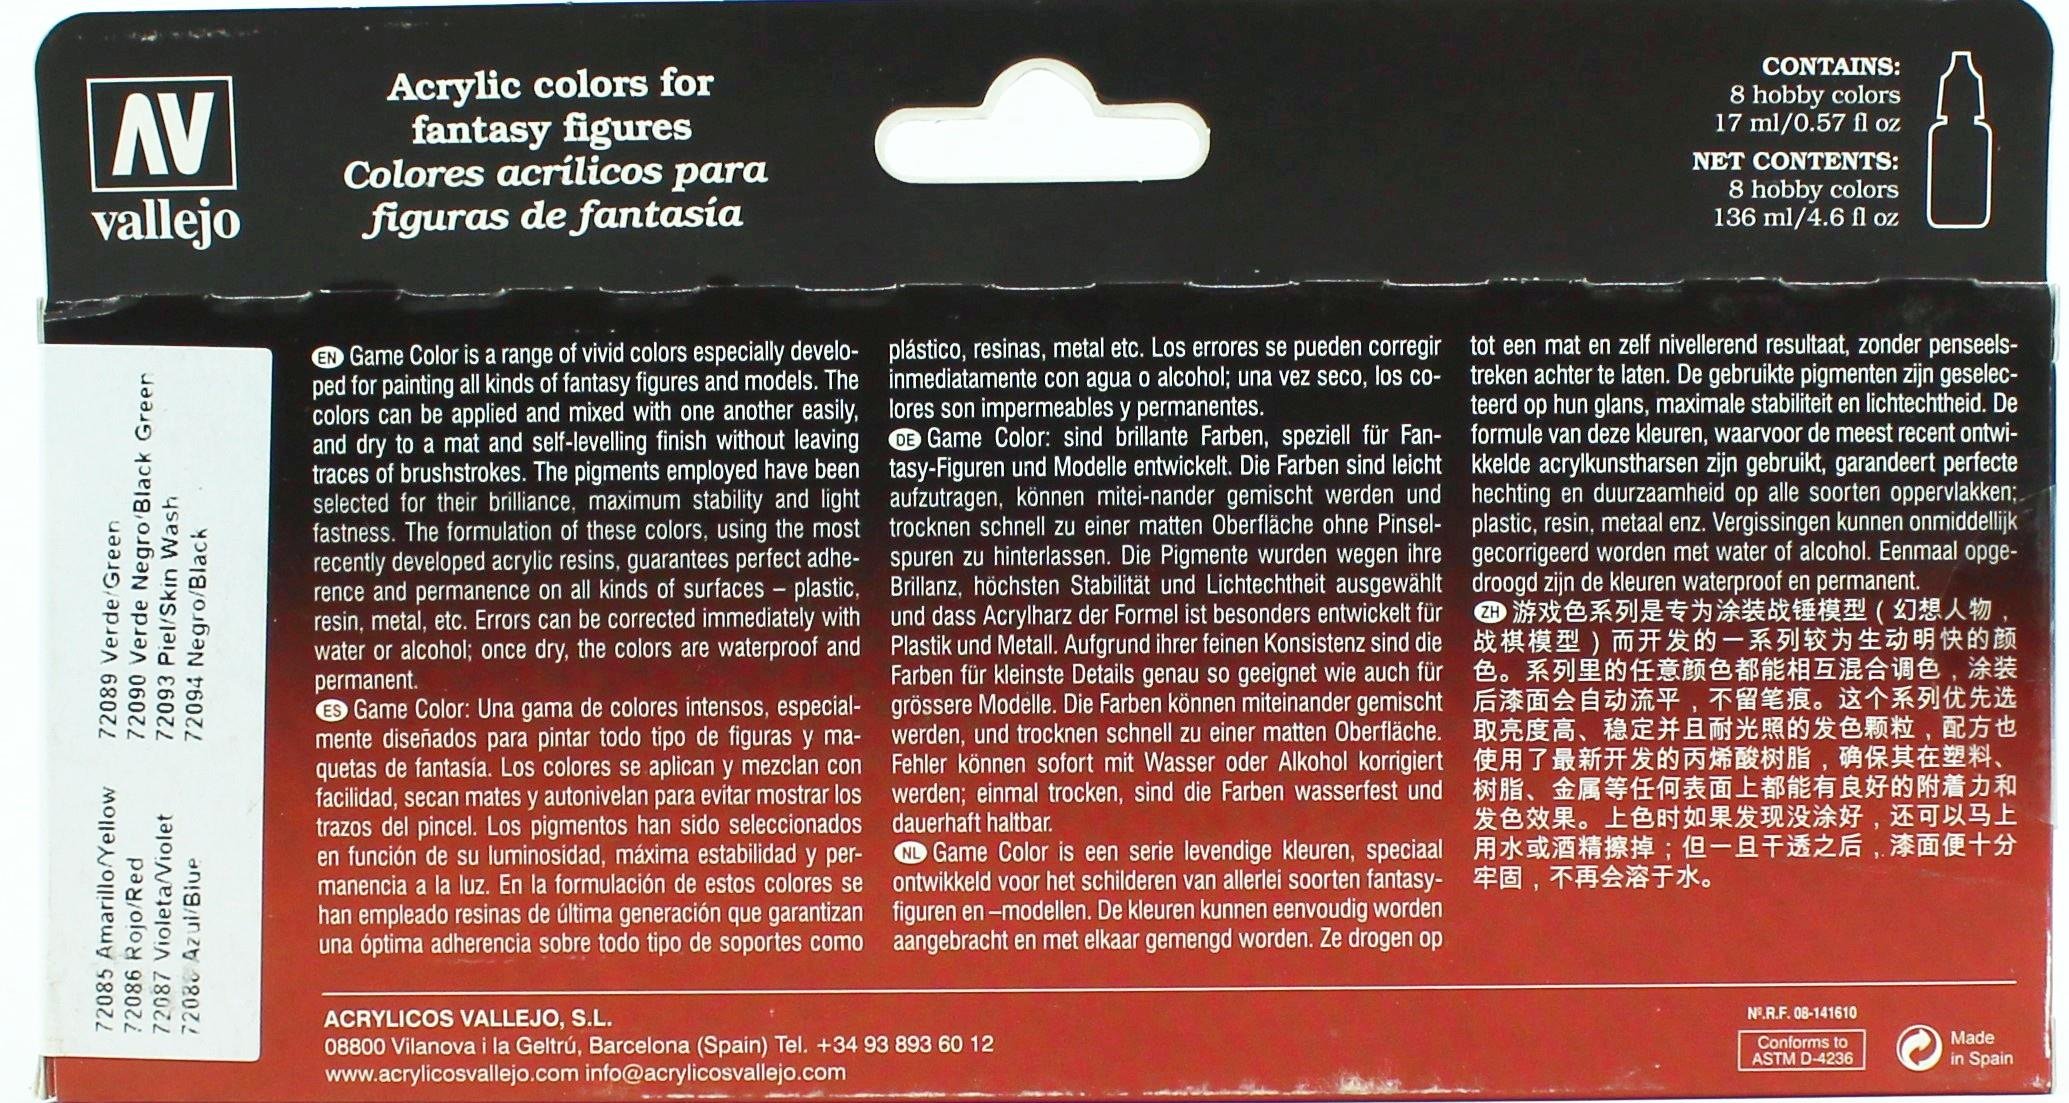 AV
vallejo
Acrylic colors for
fantasy figures
Colores acrílicos para
figuras de fantasía
CONTAINS:
8 hobby colors
17 ml/0.57 fl oz
NET CONTENTS:
8 hobby colors
136 ml/4.6 fl oz
72085 Amarillo/Yellow
72086 Rojo/Red
72087 Violeta/Violet
Azul/Blue
72089 Verde/Green
72090 Verde Negro/Black Green
72093 Piel/Skin Wash
72094 Negro/Black
EN Game Color is a range of vivid colors especially develo-
ped for painting all kinds of fantasy figures and models. The
colors can be applied and mixed with one another easily,
and dry to a mat and self-levelling finish without leaving
traces of brushstrokes. The pigments employed have been
selected for their brilliance, maximum stability and light
fastness. The formulation of these colors, using the most
recently developed acrylic resins, guarantees perfect adhe-
rence and permanence on all kinds of surfaces – plastic,
resin, metal, etc. Errors can be corrected immediately with
water or alcohol; once dry, the colors are waterproof and
permanent.
ES Game Color: Una gama de colores intensos, especial-
mente diseñados para pintar todo tipo de figuras y ma-
quetas de fantasía. Los colores se aplican y mezclan con
facilidad, secan mates y autonivelan para evitar mostrar los
trazos del pincel. Los pigmentos han sido seleccionados
en función de su luminosidad, máxima estabilidad y per-
manencia a la luz. En la formulación de estos colores se
han empleado resinas de última generación que garantizan
una óptima adherencia sobre todo tipo de soportes como
plástico, resinas, metal etc. Los errores se pueden corregir
inmediatamente con agua o alcohol; una vez seco, los co-
lores son impermeables y permanentes.
DE Game Color: sind brillante Farben, speziell für Fan-
tasy-Figuren und Modelle entwickelt. Die Farben sind leicht
aufzutragen, können mitei-nander gemischt werden und
trocknen schnell zu einer matten Oberfläche ohne Pinsel-
spuren zu hinterlassen. Die Pigmente wurden wegen ihre
Brillanz, höchsten Stabilität und Lichtechtheit ausgewählt
und dass Acrylharz der Formel ist besonders entwickelt für
Plastik und Metall. Aufgrund ihrer feinen Konsistenz sind die
Farben für kleinste Details genau so geeignet wie auch für
grössere Modelle. Die Farben können miteinander gemischt
werden, und trocknen schnell zu einer matten Oberfläche.
Fehler können sofort mit Wasser oder Alkohol korrigiert
werden; einmal trocken, sind die Farben wasserfest und
dauerhaft haltbar.
NL Game Color is een serie levendige kleuren, speciaal
ontwikkeld voor het schilderen van allerlei soorten fantasy-
figuren en –modellen. De kleuren kunnen eenvoudig worden
aangebracht en met elkaar gemengd worden. Ze drogen op
tot een mat en zelf nivellerend resultaat, zonder penseels-
treken achter te laten. De gebruikte pigmenten zijn geselec-
teerd op hun glans, maximale stabiliteit en lichtechtheid. De
formule van deze kleuren, waarvoor de meest recent ontwi-
kkelde acrylkunstharsen zijn gebruikt, garandeert perfecte
hechting en duurzaamheid op alle soorten oppervlakken;
plastic, resin, metaal enz. Vergissingen kunnen onmiddellijk
gecorrigeerd worden met water of alcohol. Eenmaal opge-
droogd zijn de kleuren waterproof en permanent.
ZH 游戏色系列是专为涂装战锤模型（幻想人物，
战棋模型）而开发的一系列较为生动明快的颜
色。系列里的任意颜色都能相互混合调色，涂装
后漆面会自动流平，不留笔痕。这个系列优先选
取亮度高、稳定并且耐光照的发色颗粒，配方也
使用了最新开发的丙烯酸树脂，确保其在塑料、
树脂、金属等任何表面上都能有良好的附着力和
发色效果。上色时如果发现没涂好，还可以马上
用水或酒精擦掉；但一旦干透之后，漆面便十分
牢固，不再会溶于水。
ACRYLICOS VALLEJO, S.L.
08800 Vilanova i la Geltrú, Barcelona (Spain) Tel. +34 93 893 60 12
www.acrylicosvallejo.com info@acrylicosvallejo.com
Nº.R.F. 08-141610
Conforms to
ASTM D-4236
Made
in Spain